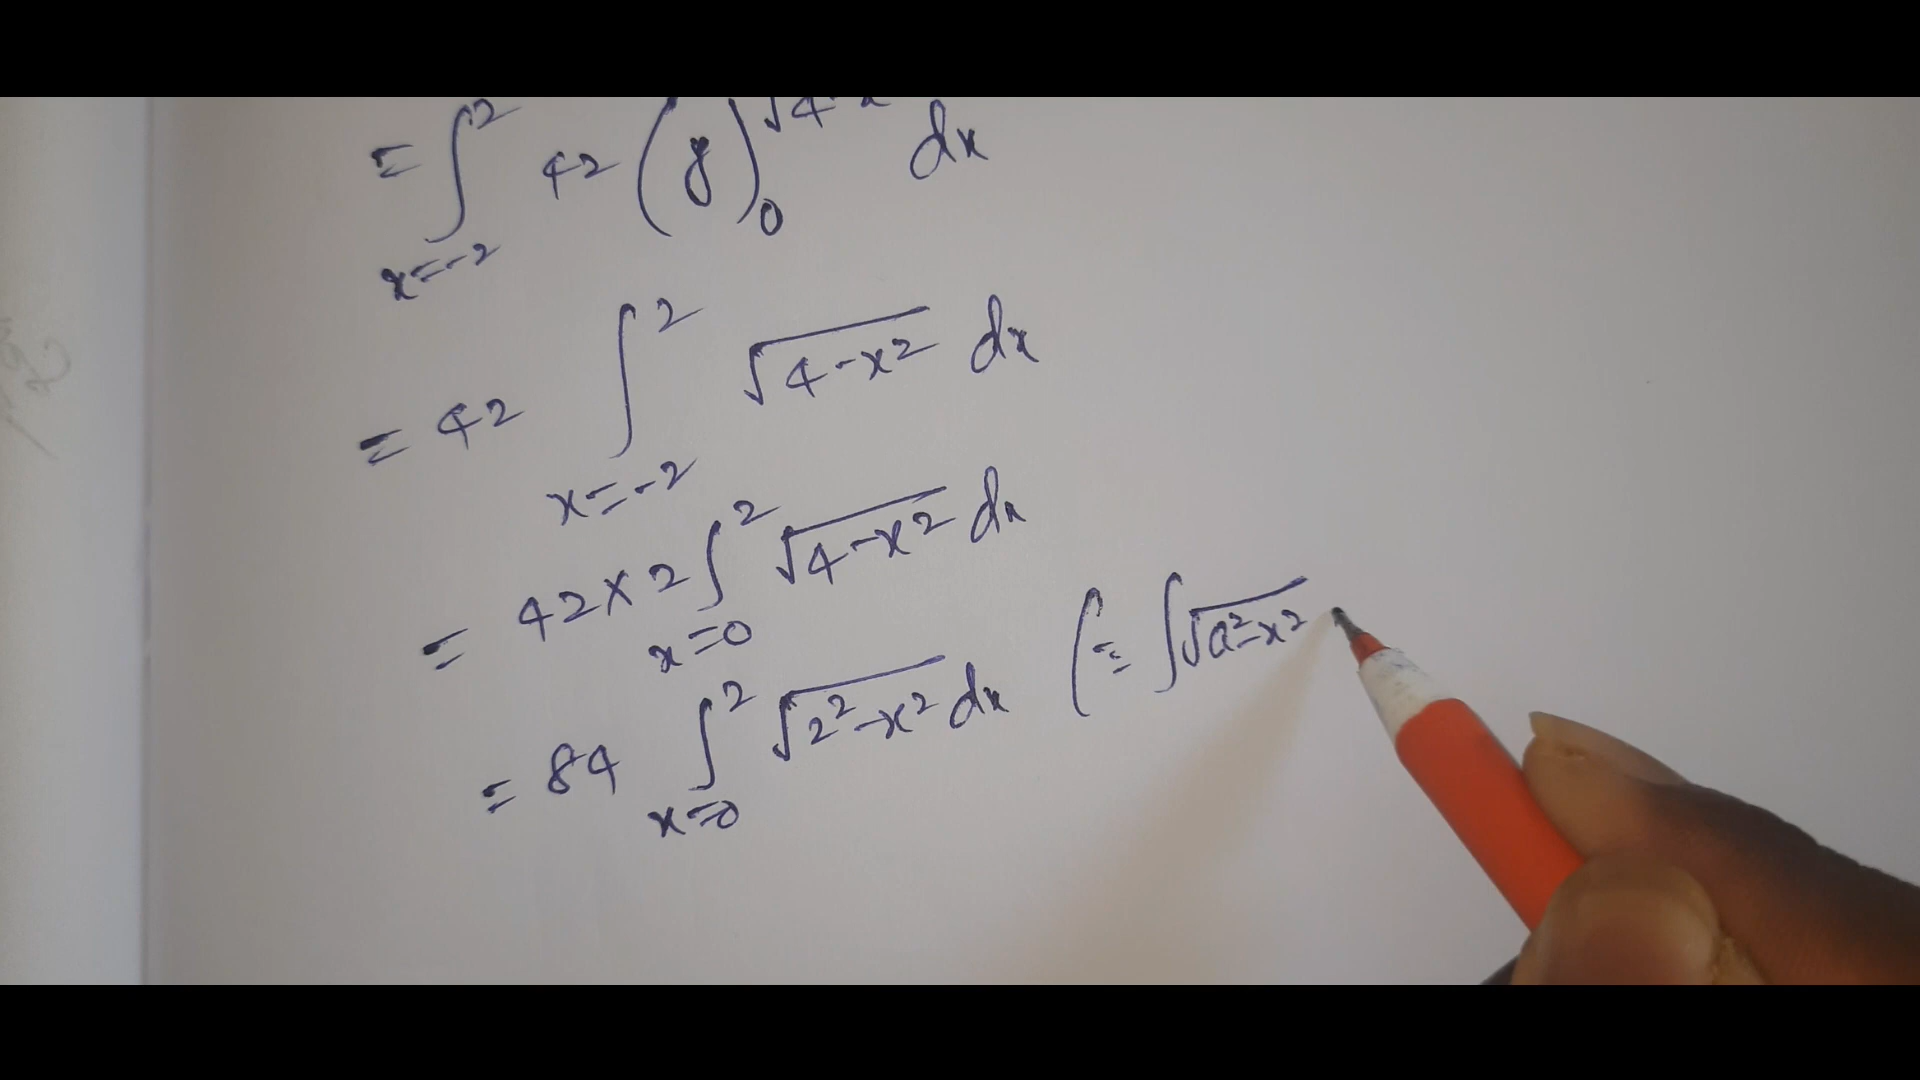 = ∫_{x=-2}^{2} 42 (y)_{0}^{√4-x} dx
= 42 ∫_{x=-2}^{2} √(4-x²) dx
= 42 × 2 ∫_{x=0}^{2} √(4-x²) dx
= 84 ∫_{x=0}^{2} √(2²-x²) dx (∵ ∫√(a²-x²)